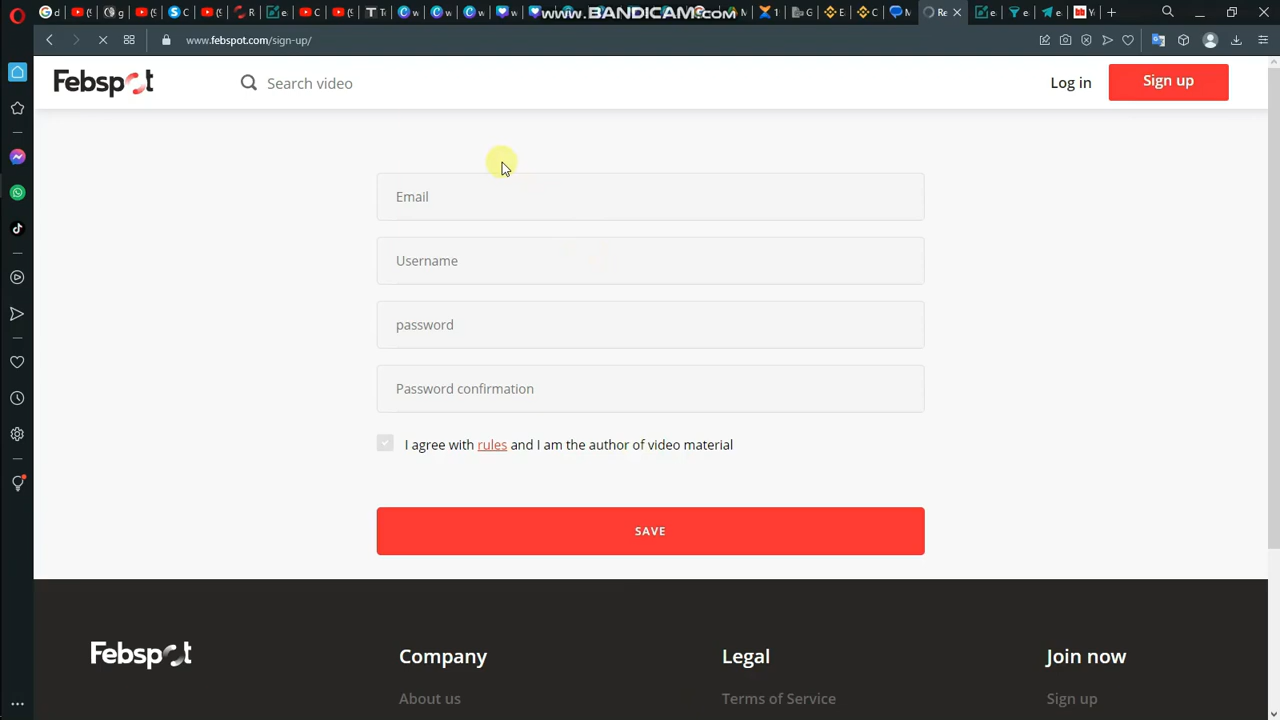 www.BANDICAM.com
www.febspot.com/sign-up/
Febspot
Search video
Log in
Sign up
Email
Username
password
Password confirmation
I agree with rules and I am the author of video material
SAVE
Febspot
Company
Legal
Join now
About us
Terms of Service
Sign up